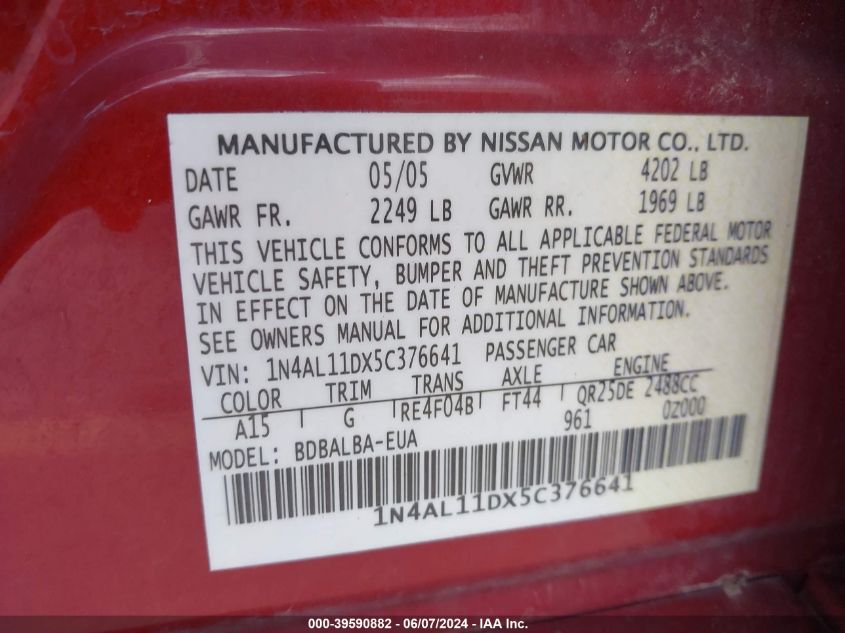 MANUFACTURED BY NISSAN MOTOR CO., LTD.
DATE 05/05 GVWR 4202 LB
GAWR FR. 2249 LB GAWR RR. 1969 LB
THIS VEHICLE CONFORMS TO ALL APPLICABLE FEDERAL MOTOR
VEHICLE SAFETY, BUMPER AND THEFT PREVENTION STANDARDS
IN EFFECT ON THE DATE OF MANUFACTURE SHOWN ABOVE.
SEE OWNERS MANUAL FOR ADDITIONAL INFORMATION.
VIN: 1N4AL11DX5C376641 PASSENGER CAR
COLOR TRIM TRANS AXLE ENGINE
A15 G RE4F04B FT44 QR25DE 2488CC
961 0Z000
MODEL: BDBALBA-EUA
1N4AL11DX5C376641
000-39590882 - 06/07/2024 - IAA Inc.